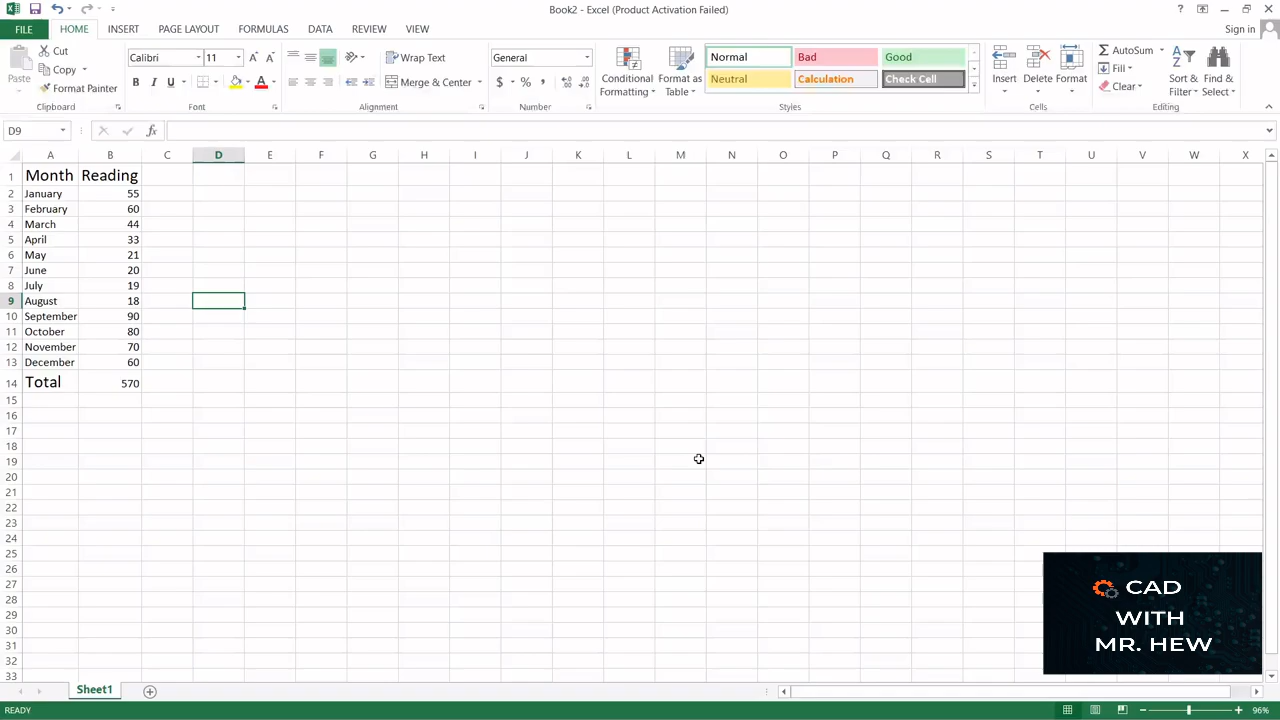 Book2 - Excel (Product Activation Failed)
?
FILE HOME INSERT PAGE LAYOUT FORMULAS DATA REVIEW VIEW Sign in
Paste
Cut
Copy
Format Painter
Clipboard
Calibri 11
B I U
Font
Wrap Text
Merge & Center
Alignment
General
$ % ,
Number
Conditional Formatting
Format as Table
Normal Bad Good
Neutral Calculation Check Cell
Styles
Insert Delete Format
Cells
AutoSum
Fill
Clear
Sort & Filter
Find & Select
Editing
D9 fx
A B C D E F G H I J K L M N O P Q R S T U V W X
1 Month Reading
2 January 55
3 February 60
4 March 44
5 April 33
6 May 21
7 June 20
8 July 19
9 August 18
10 September 90
11 October 80
12 November 70
13 December 60
14 Total 570
15
16
17
18
19
20
21
22
23
24
25
26
27
28
29
30
31
32
33
CAD
WITH
MR. HEW
Sheet1
READY 96%